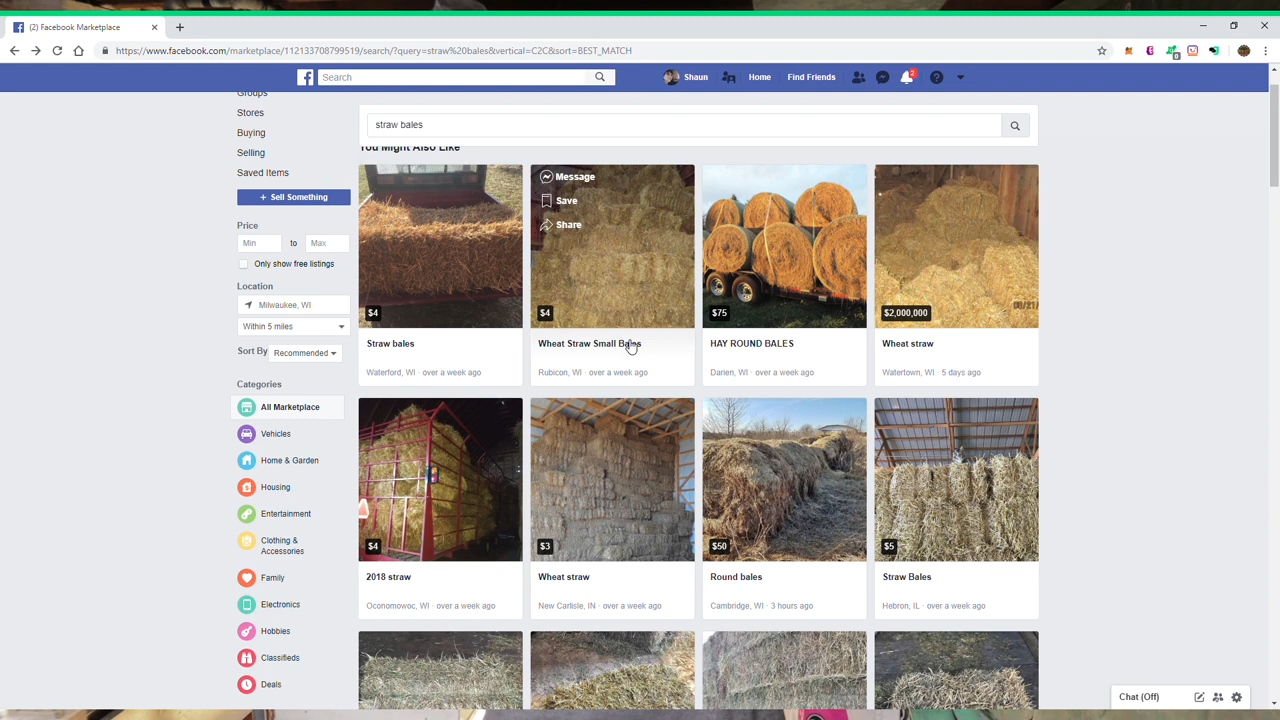 (2) Facebook Marketplace
https://www.facebook.com/marketplace/112133708799519/search/?query=straw%20bales&vertical=C2C&sort=BEST_MATCH
Search
Shaun
Home
Find Friends
2
Groups
Stores
Buying
Selling
Saved Items
+ Sell Something
Price
Min to Max
Only show free listings
Location
Milwaukee, WI
Within 5 miles
Sort By Recommended
Categories
All Marketplace
Vehicles
Home & Garden
Housing
Entertainment
Clothing &
Accessories
Family
Electronics
Hobbies
Classifieds
Deals
straw bales
You Might Also Like
$4
Straw bales
Waterford, WI · over a week ago
Message
Save
Share
$4
Wheat Straw Small Bales
Rubicon, WI · over a week ago
$75
HAY ROUND BALES
Darien, WI · over a week ago
$2,000,000
Wheat straw
Watertown, WI · 5 days ago
$4
2018 straw
Oconomowoc, WI · over a week ago
$3
Wheat straw
New Carlisle, IN · over a week ago
$50
Round bales
Cambridge, WI · 3 hours ago
$5
Straw Bales
Hebron, IL · over a week ago
Chat (Off)